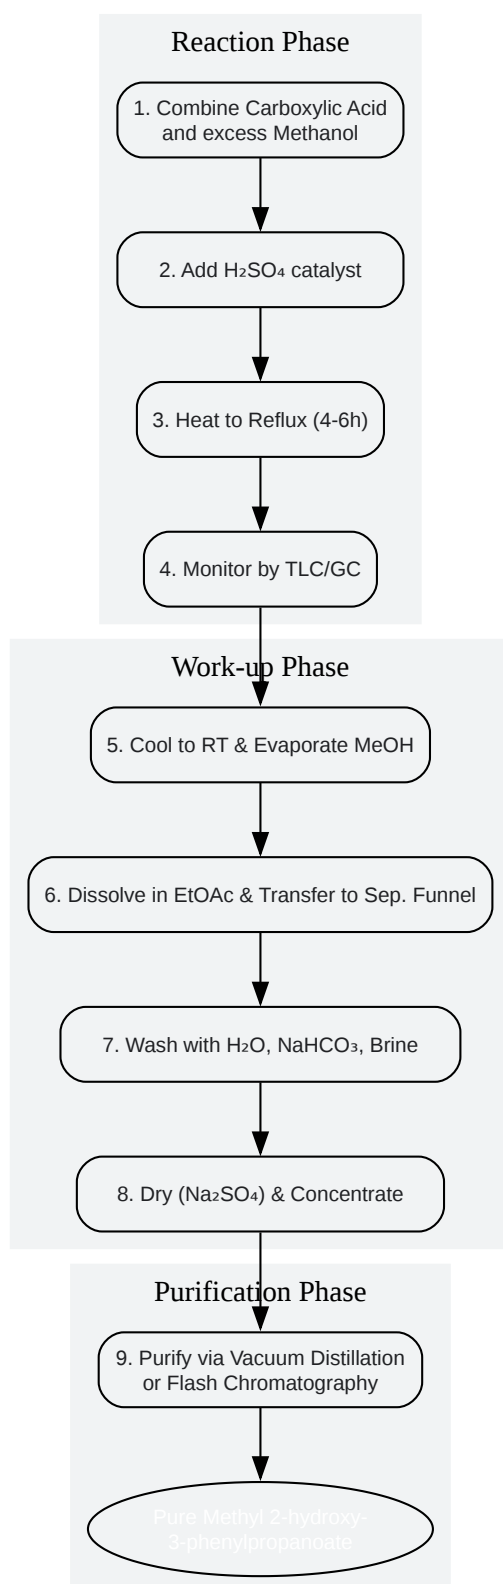 Reaction Phase
1. Combine Carboxylic Acid
and excess Methanol
2. Add H₂SO₄ catalyst
3. Heat to Reflux (4-6h)
4. Monitor by TLC/GC
Work-up Phase
5. Cool to RT & Evaporate MeOH
6. Dissolve in EtOAc & Transfer to Sep. Funnel
7. Wash with H₂O, NaHCO₃, Brine
8. Dry (Na₂SO₄) & Concentrate
Purification Phase
9. Purify via Vacuum Distillation
or Flash Chromatography
Pure Methyl 2-hydroxy-
3-phenylpropanoate